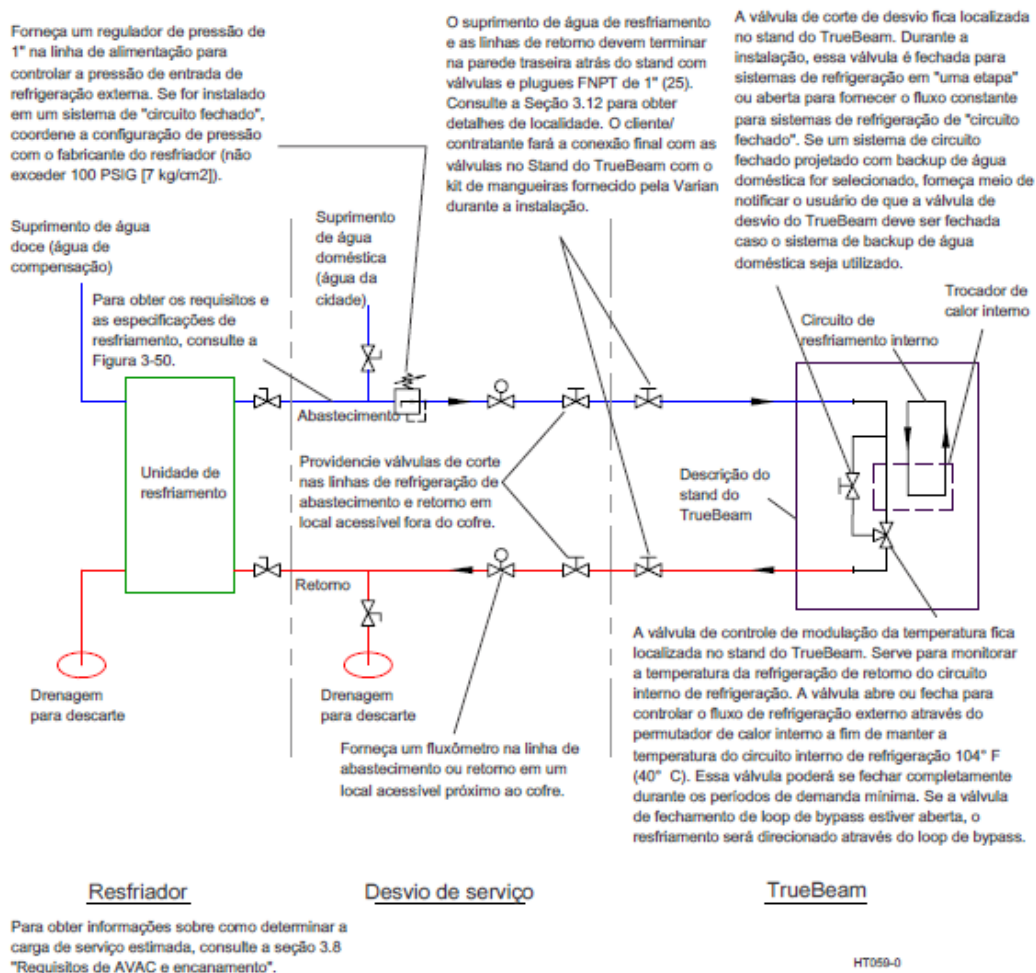 Forneça um regulador de pressão de
1" na linha de alimentação para
controlar a pressão de entrada de
refrigeração externa. Se for instalado
em um sistema de "circuito fechado",
coordene a configuração de pressão
com o fabricante do resfriador (não
exceder 100 PSIG [7 kg/cm2]).
O suprimento de água de resfriamento
e as linhas de retorno devem terminar
na parede traseira atrás do stand com
válvulas e plugues FNPT de 1" (25).
Consulte a Seção 3.12 para obter
detalhes de localidade. O cliente/
contratante fará a conexão final com as
válvulas no Stand do TrueBeam com o
kit de mangueiras fornecido pela Varian
durante a instalação.
A válvula de corte de desvio fica localizada
no stand do TrueBeam. Durante a
instalação, essa válvula é fechada para
sistemas de refrigeração em "uma etapa"
ou aberta para fornecer o fluxo constante
para sistemas de refrigeração de "circuito
fechado". Se um sistema de circuito
fechado projetado com backup de água
doméstica for selecionado, forneça meio de
notificar o usuário de que a válvula de
desvio do TrueBeam deve ser fechada
caso o sistema de backup de água
doméstica seja utilizado.
Suprimento de água
doce (água de
compensação)
Suprimento
de água
doméstica
(água da
cidade)
Para obter os requisitos e
as especificações de
resfriamento, consulte a
Figura 3-50.
Trocador de
calor interno
Circuito de
resfriamento interno
Abastecimento
Unidade de
resfriamento
Providencie válvulas de corte
nas linhas de refrigeração de
abastecimento e retorno em
local acessível fora do cofre.
Descrição do
stand do
TrueBeam
Retorno
Drenagem
para descarte
Drenagem
para descarte
Forneça um fluxômetro na linha de
abastecimento ou retorno em um
local acessível próximo ao cofre.
A válvula de controle de modulação da temperatura fica
localizada no stand do TrueBeam. Serve para monitorar
a temperatura da refrigeração de retorno do circuito
interno de refrigeração. A válvula abre ou fecha para
controlar o fluxo de refrigeração externo através do
permutador de calor interno a fim de manter a
temperatura do circuito interno de refrigeração 104° F
(40° C). Essa válvula poderá se fechar completamente
durante os períodos de demanda mínima. Se a válvula
de fechamento de loop de bypass estiver aberta, o
resfriamento será direcionado através do loop de bypass.
Resfriador
Desvio de serviço
TrueBeam
Para obter informações sobre como determinar a
carga de serviço estimada, consulte a seção 3.8
"Requisitos de AVAC e encanamento".
HT059-0